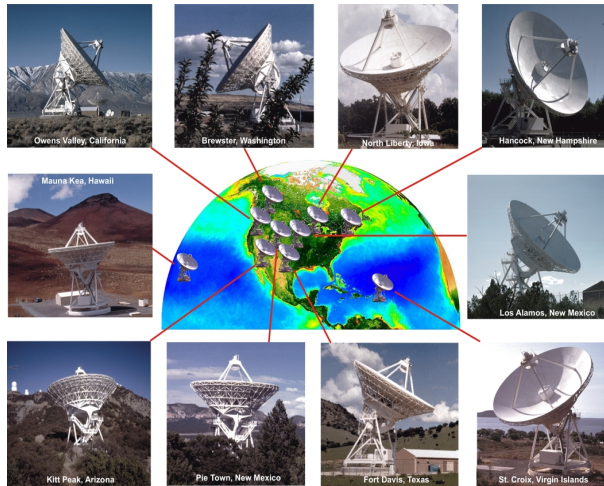 Owens Valley, California
Brewster, Washington
North Liberty, Iowa
Hancock, New Hampshire
Mauna Kea, Hawaii
Los Alamos, New Mexico
Kitt Peak, Arizona
Pie Town, New Mexico
Fort Davis, Texas
St. Croix, Virgin Islands